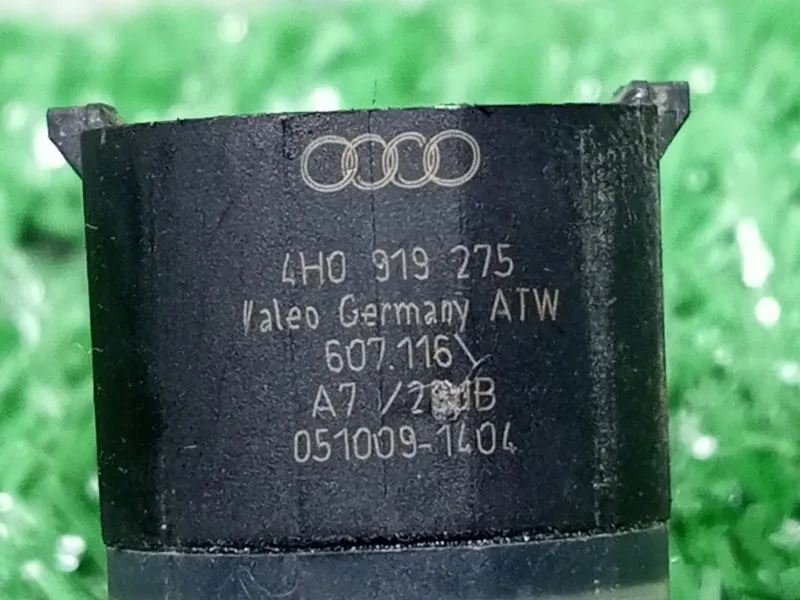 4H0 919 275
Valeo Germany ATW
607.116
A7
051009-1404